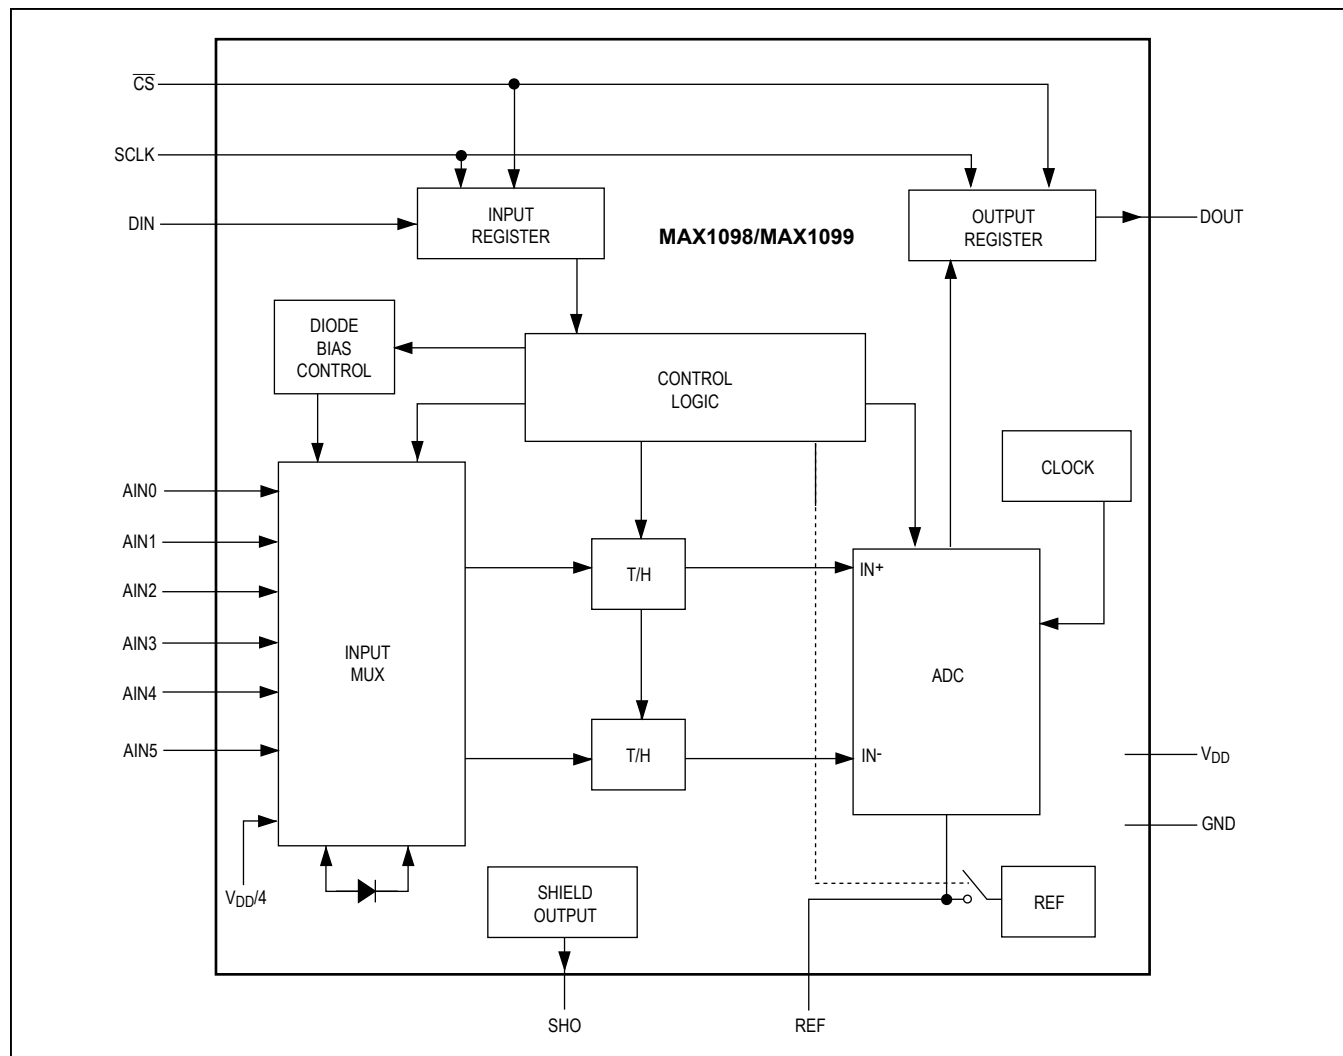 CS
SCLK
DIN
INPUT
REGISTER
MAX1098/MAX1099
OUTPUT
REGISTER
DOUT
DIODE
BIAS
CONTROL
CONTROL
LOGIC
CLOCK
AIN0
AIN1
AIN2
AIN3
AIN4
AIN5
VDD/4
INPUT
MUX
T/H
T/H
IN+
IN-
ADC
VDD
GND
SHIELD
OUTPUT
REF
SHO
REF